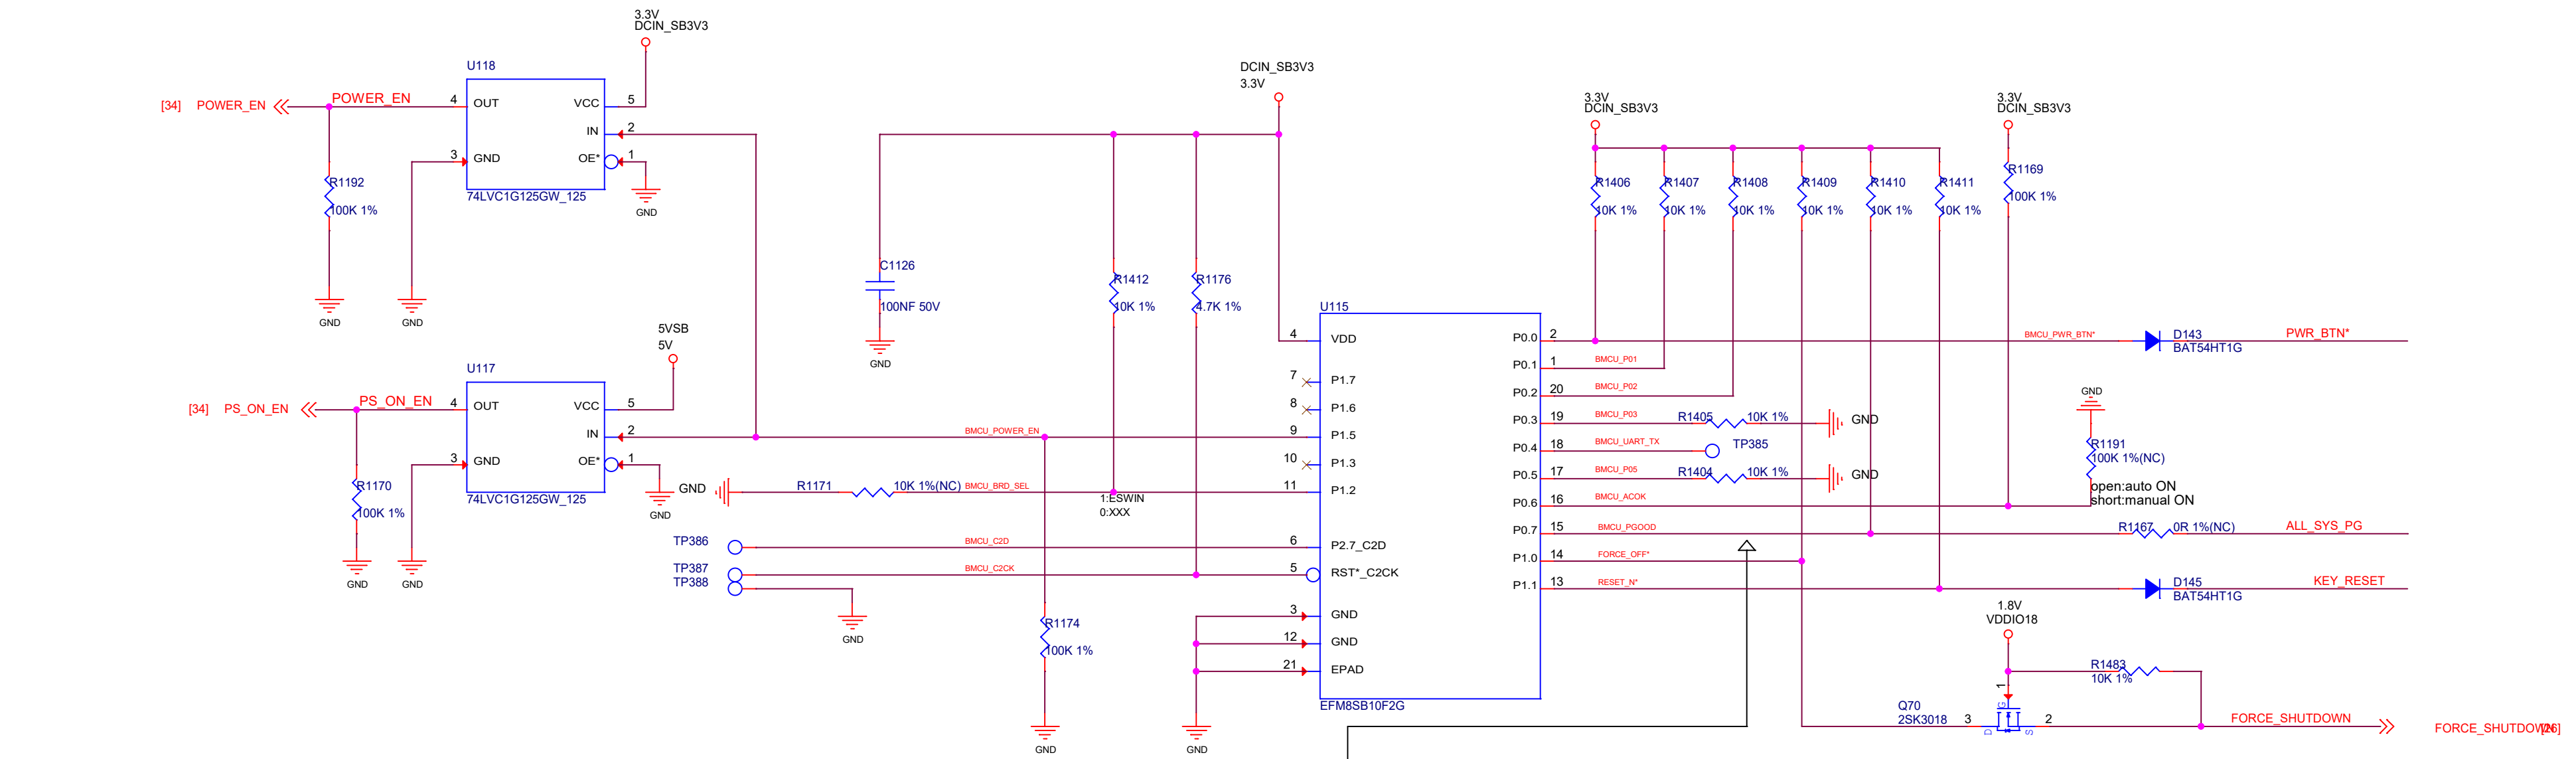 3.3V
DCIN_SB3V3
U118
[34] POWER_EN
POWER_EN
4 OUT VCC 5
IN 2
3 GND OE* 1
74LVC1G125GW_125
R1192
100K 1%
GND
GND
GND
5VSB
5V
U117
[34] PS_ON_EN
PS_ON_EN
4 OUT VCC 5
IN 2
3 GND OE* 1
74LVC1G125GW_125
R1170
100K 1%
GND
GND
GND
DCIN_SB3V3
3.3V
C1126
100NF 50V
GND
R1412
10K 1%
R1176
4.7K 1%
BMCU_POWER_EN
GND
R1171
10K 1%(NC)
BMCU_BRD_SEL
1:ESWIN
0:XXX
TP386
BMCU_C2D
TP387
BMCU_C2CK
TP388
GND
R1174
100K 1%
GND
GND
U115
4 VDD
7 P1.7
8 P1.6
9 P1.5
10 P1.3
11 P1.2
6 P2.7_C2D
5 RST*_C2CK
3 GND
12 GND
21 EPAD
EFM8SB10F2G
P0.0 2
P0.1 1
P0.2 20
P0.3 19
P0.4 18
P0.5 17
P0.6 16
P0.7 15
P1.0 14
P1.1 13
3.3V
DCIN_SB3V3
R1406
10K 1%
R1407
10K 1%
R1408
10K 1%
R1409
10K 1%
R1410
10K 1%
R1411
10K 1%
3.3V
DCIN_SB3V3
R1169
100K 1%
BMCU_PWR_BTN*
D143
BAT54HT1G
PWR_BTN*
BMCU_P01
BMCU_P02
BMCU_P03
R1405
10K 1%
GND
BMCU_UART_TX
TP385
BMCU_P05
R1404
10K 1%
GND
BMCU_ACOK
GND
R1191
100K 1%(NC)
open:auto ON
short:manual ON
BMCU_PGOOD
R1167
0R 1%(NC)
ALL_SYS_PG
FORCE_OFF*
RESET_N*
D145
BAT54HT1G
KEY_RESET
1.8V
VDDIO18
R1483
10K 1%
Q70
2SK3018
1
G
3
D
S
2
FORCE_SHUTDOWN
FORCE_SHUTDOWN
[26]